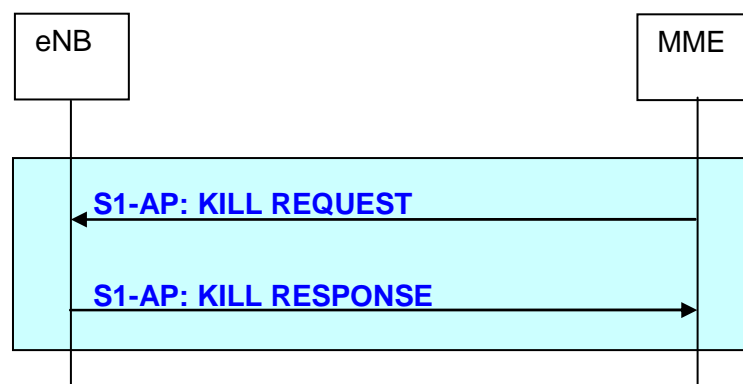 eNB
MME
S1-AP: KILL REQUEST
S1-AP: KILL RESPONSE